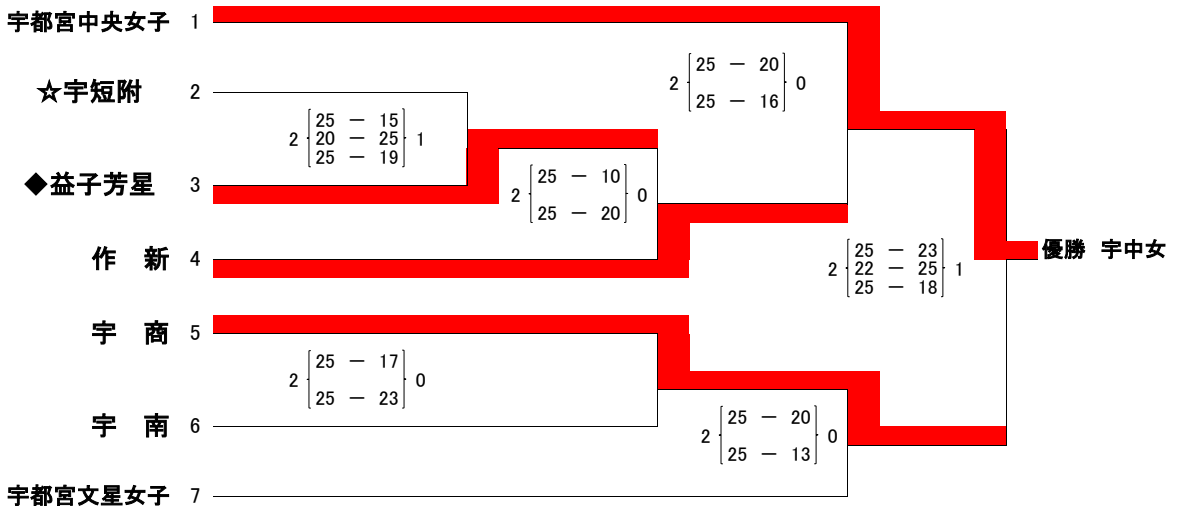 宇都宮中央女子 1
☆宇短附 2
◆益子芳星 3
作 新 4
宇 商 5
宇 南 6
宇都宮文星女子 7
2 25 － 15 1
20 － 25
25 － 19
2 25 － 10 0
25 － 20
2 25 － 20 0
25 － 16
2 25 － 17 0
25 － 23
2 25 － 20 0
25 － 13
2 25 － 23 1
22 － 25
25 － 18
優勝 宇中女